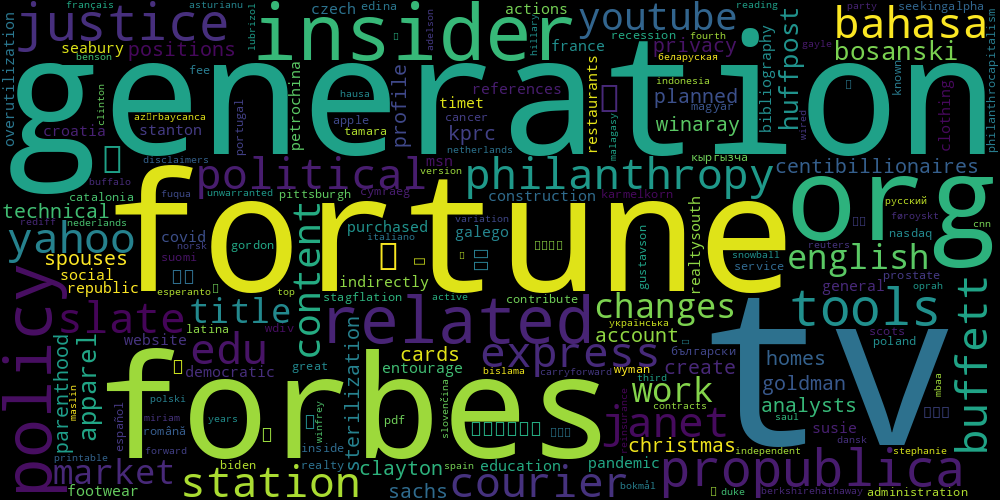 français
asturianu
lubrizol
czech
edina
actions
youtube
hillary
adelson
recession
fourth
party
reading
seekingalpha
justice
insider
bahasa
seabury
positions
benson
france
privacy
беларуская
bosanski
generation
overutilization
fee
petrochina
profile
hausa
timet
references
cancer
restaurants
indonesia
planned
magyar
bibliography
huffpost
known
clothing
philanthrocapitalism
clinton
croatia
stanton
portugal
apple
tamara
kprc
netherlands
malagasy
winaray
gayle
wired
disclaimers
msn
version
кыргызча
centibillionaires
buffalo
political
philanthropy
catalonia
fuqua
unwarranted
pittsburgh
cymraeg
construction
karmelkorn
org
русский
technical
nederlands
rediff
fortune
purchased
italiano
variation
galego
føroyskt
nasdaq
cnn
yahoo
covid
norsk
suomi
gordon
content
gustavson
realtysouth
reuters
snowball
service
english
spouses
social
republic
esperanto
top
indirectly
stagflation
active
contribute
general
prostate
oprah
policy
slate
title
latina
wdiv
related
changes
українська
tools
scots
poland
buffett
parenthood
apparel
website
edu
democratic
great
sterilization
cards
entourage
express
bislama
carryforward
account
wyman
български
create
third
contracts
homes
goldman
analysts
mbaa
tv
maslin
español
polski
miriam
română
forward
years
winfrey
pdf
slovenčina
forbes
work
janet
reinsurance
saul
susie
dansk
independent
stephanie
printable
market
footwear
station
biden
inside
realty
clayton
sachs
spain
education
courier
pandemic
bokmål
christmas
propublica
duke
berkshirehathaway
administration